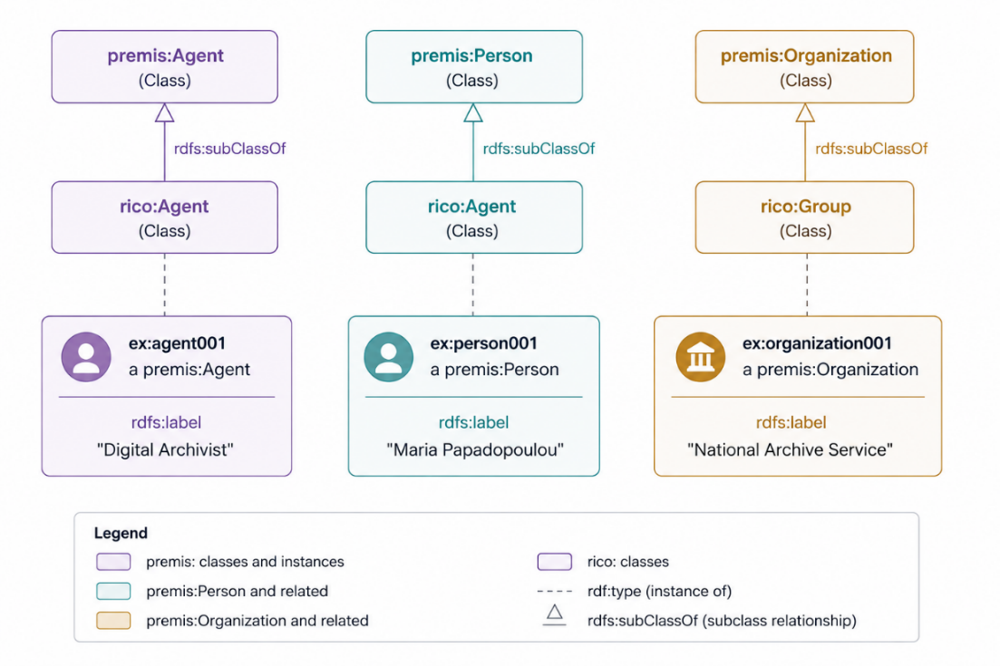 premis:Agent
(Class)
premis:Person
(Class)
premis:Organization
(Class)
rdfs:subClassOf
rdfs:subClassOf
rdfs:subClassOf
rico:Agent
(Class)
rico:Agent
(Class)
rico:Group
(Class)
ex:agent001
a premis:Agent
rdfs:label
"Digital Archivist"
ex:person001
a premis:Person
rdfs:label
"Maria Papadopoulou"
ex:organization001
a premis:Organization
rdfs:label
"National Archive Service"
Legend
premis: classes and instances
premis:Person and related
premis:Organization and related
rico: classes
rdf:type (instance of)
rdfs:subClassOf (subclass relationship)